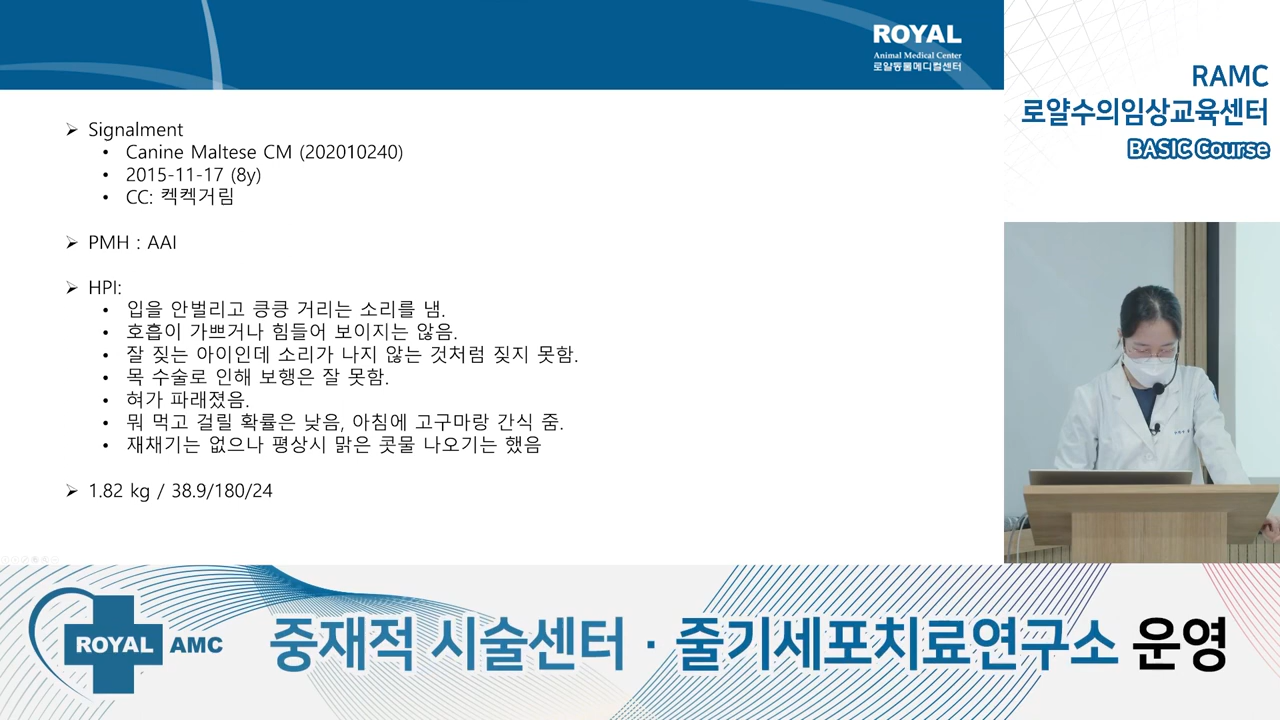 ROYAL
Animal Medical Center
로얄동물메디컬센터
RAMC
로얄수의임상교육센터
BASIC Course
Signalment
Canine Maltese CM (202010240)
2015-11-17 (8y)
CC: 켁켁거림
PMH : AAI
HPI:
입을 안벌리고 킁킁 거리는 소리를 냄.
호흡이 가쁘거나 힘들어 보이지는 않음.
잘 짖는 아이인데 소리가 나지 않는 것처럼 짖지 못함.
목 수술로 인해 보행은 잘 못함.
혀가 파래졌음.
뭐 먹고 걸릴 확률은 낮음, 아침에 고구마랑 간식 줌.
재채기는 없으나 평상시 맑은 콧물 나오기는 했음
1.82 kg / 38.9/180/24
ROYAL AMC
중재적 시술센터 · 줄기세포치료연구소 운영